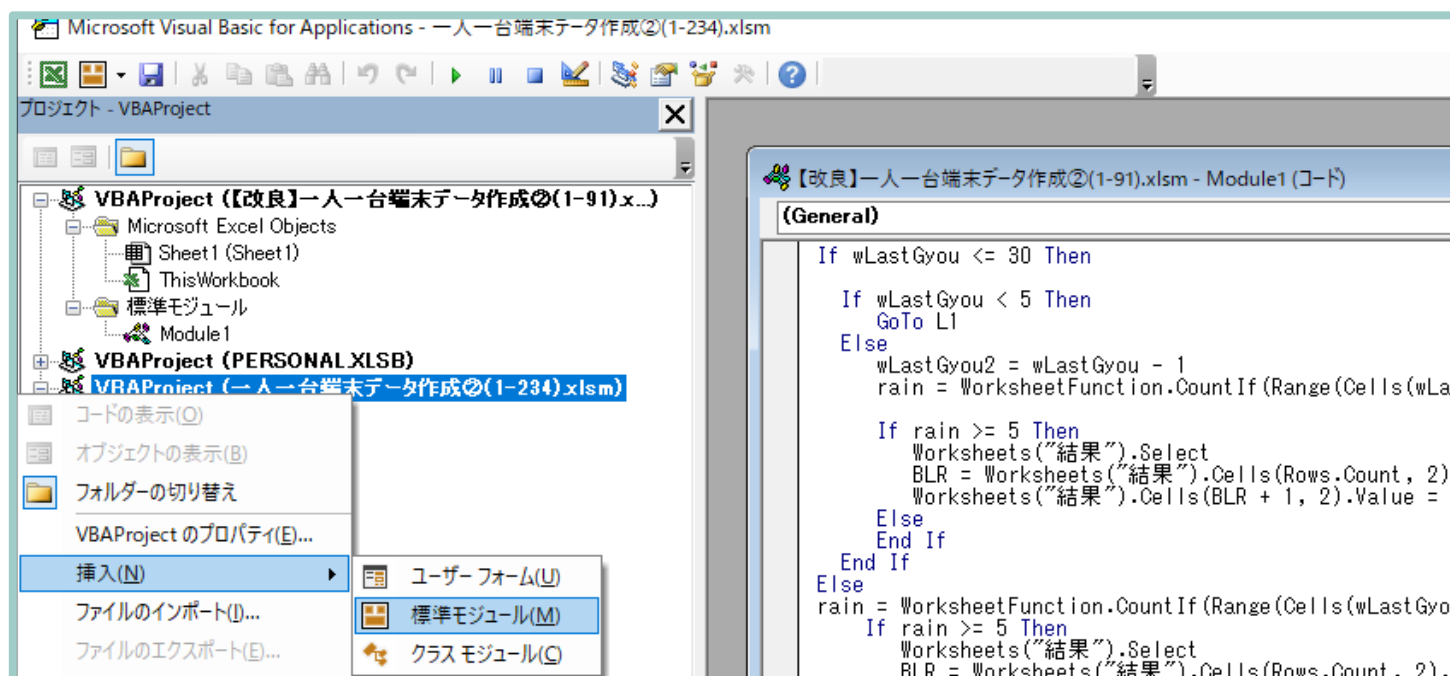 Microsoft Visual Basic for Applications - 一人一台端末データ作成②(1-234).xlsm
プロジェクト - VBAProject
VBAProject (【改良】一人一台端末データ作成②(1-91).x...)
Microsoft Excel Objects
Sheet1 (Sheet1)
ThisWorkbook
標準モジュール
Module1
VBAProject (PERSONAL.XLSB)
VBAProject (一人一台端末データ作成②(1-234).xlsm)
コードの表示(O)
オブジェクトの表示(B)
フォルダーの切り替え
VBAProject のプロパティ(E)...
挿入(N)
ファイルのインポート(I)...
ファイルのエクスポート(E)...
ユーザー フォーム(U)
標準モジュール(M)
クラス モジュール(C)
【改良】一人一台端末データ作成②(1-91).xlsm - Module1 (コード)
(General)
If wLastGyou <= 30 Then
If wLastGyou < 5 Then
GoTo L1
Else
wLastGyou2 = wLastGyou - 1
rain = WorksheetFunction.CountIf(Range(Cells(wLa
If rain >= 5 Then
Worksheets("結果").Select
BLR = Worksheets("結果").Cells(Rows.Count, 2)
Worksheets("結果").Cells(BLR + 1, 2).Value =
Else
End If
End If
Else
rain = WorksheetFunction.CountIf(Range(Cells(wLastGyo
If rain >= 5 Then
Worksheets("結果").Select
BLR = Worksheets("結果").Cells(Rows.Count, 2).